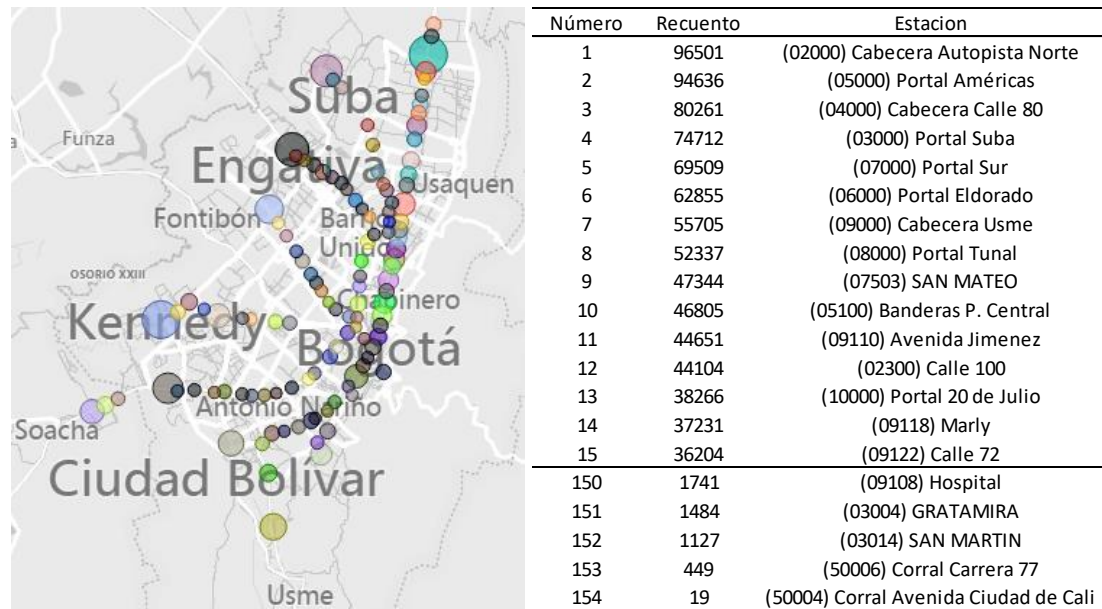 Suba
Funza
Engativa
Usaquen
Fontibón
Barrios
Unidos
OSORIO XXIII
Chapinero
Kennedy
Bogotá
Antonio Nariño
Soacha
Ciudad Bolívar
Usme
Número Recuento Estacion
1 96501 (02000) Cabecera Autopista Norte
2 94636 (05000) Portal Américas
3 80261 (04000) Cabecera Calle 80
4 74712 (03000) Portal Suba
5 69509 (07000) Portal Sur
6 62855 (06000) Portal Eldorado
7 55705 (09000) Cabecera Usme
8 52337 (08000) Portal Tunal
9 47344 (07503) SAN MATEO
10 46805 (05100) Banderas P. Central
11 44651 (09110) Avenida Jimenez
12 44104 (02300) Calle 100
13 38266 (10000) Portal 20 de Julio
14 37231 (09118) Marly
15 36204 (09122) Calle 72
150 1741 (09108) Hospital
151 1484 (03004) GRATAMIRA
152 1127 (03014) SAN MARTIN
153 449 (50006) Corral Carrera 77
154 19 (50004) Corral Avenida Ciudad de Cali